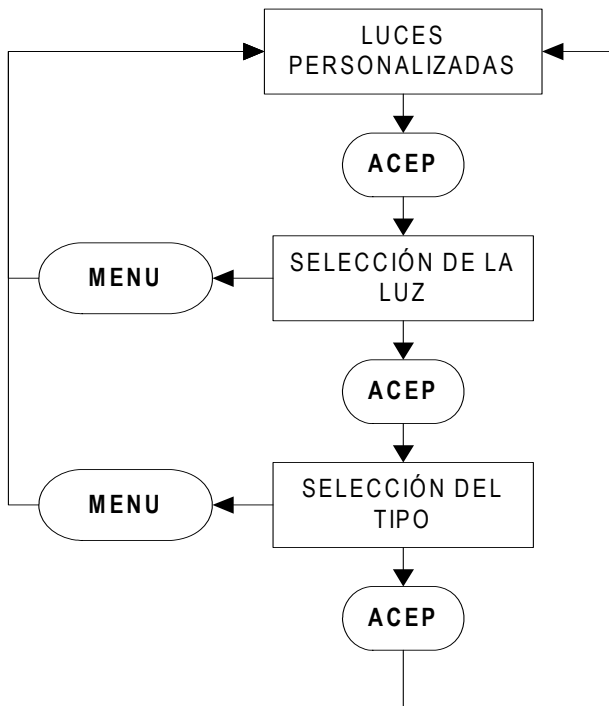 LUCES
PERSONALIZADAS
ACEP
SELECCIÓN DE LA
LUZ
MENU
ACEP
SELECCIÓN DEL
TIPO
MENU
ACEP